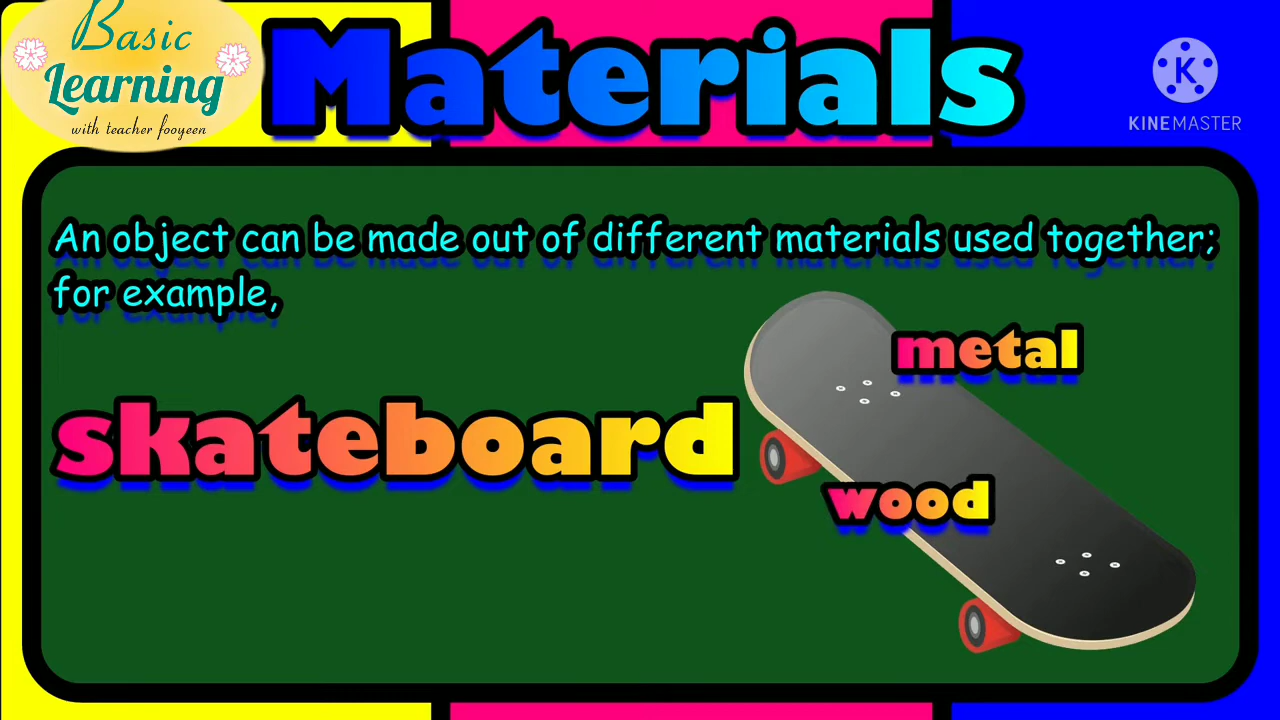 Basic
Learning
with teacher fooyeen
Materials
K
KINEMASTER
An object can be made out of different materials used together;
for example,
metal
skateboard
wood